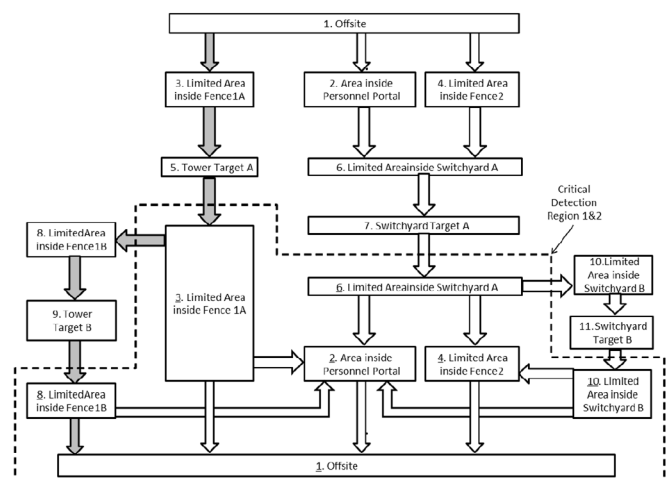 1. Offsite
3. Limited Area
inside Fence1A
2. Area inside
Personnel Portal
4. Limited Area
inside Fence2
5. Tower Target A
6. Limited Areainside Switchyard A
Critical
Detection
Region 1&2
7. Switchyard Target A
8. LimitedArea
inside Fence1B
3. Limited Area
inside Fence 1A
6. Limited Areainside Switchyard A
10.Limited
Area inside
Switchyard B
9. Tower
Target B
11.Switchyard
Target B
2. Area inside
Personnel Portal
4. Limited Area
inside Fence2
8. LimitedArea
inside Fence1B
10. Limited
Area inside
Switchyard B
1. Offsite